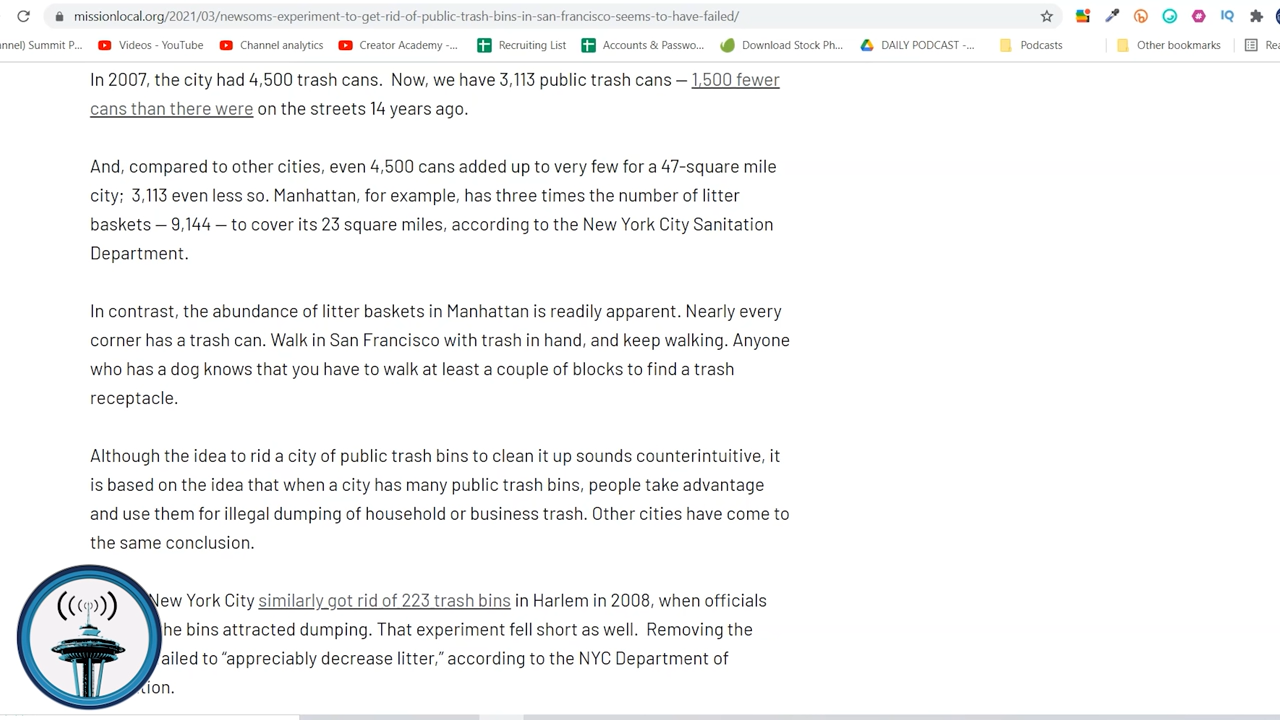 missionlocal.org/2021/03/newsoms-experiment-to-get-rid-of-public-trash-bins-in-san-francisco-seems-to-have-failed/
IQ
annel) Summit P... Videos - YouTube Channel analytics Creator Academy -... Recruiting List Accounts & Passwo... Download Stock Ph... DAILY PODCAST -... Podcasts Other bookmarks Rea
In 2007, the city had 4,500 trash cans. Now, we have 3,113 public trash cans — 1,500 fewer
cans than there were on the streets 14 years ago.
And, compared to other cities, even 4,500 cans added up to very few for a 47-square mile
city; 3,113 even less so. Manhattan, for example, has three times the number of litter
baskets — 9,144 — to cover its 23 square miles, according to the New York City Sanitation
Department.
In contrast, the abundance of litter baskets in Manhattan is readily apparent. Nearly every
corner has a trash can. Walk in San Francisco with trash in hand, and keep walking. Anyone
who has a dog knows that you have to walk at least a couple of blocks to find a trash
receptacle.
Although the idea to rid a city of public trash bins to clean it up sounds counterintuitive, it
is based on the idea that when a city has many public trash bins, people take advantage
and use them for illegal dumping of household or business trash. Other cities have come to
the same conclusion.
New York City similarly got rid of 223 trash bins in Harlem in 2008, when officials
he bins attracted dumping. That experiment fell short as well. Removing the
ailed to “appreciably decrease litter,” according to the NYC Department of
tion.